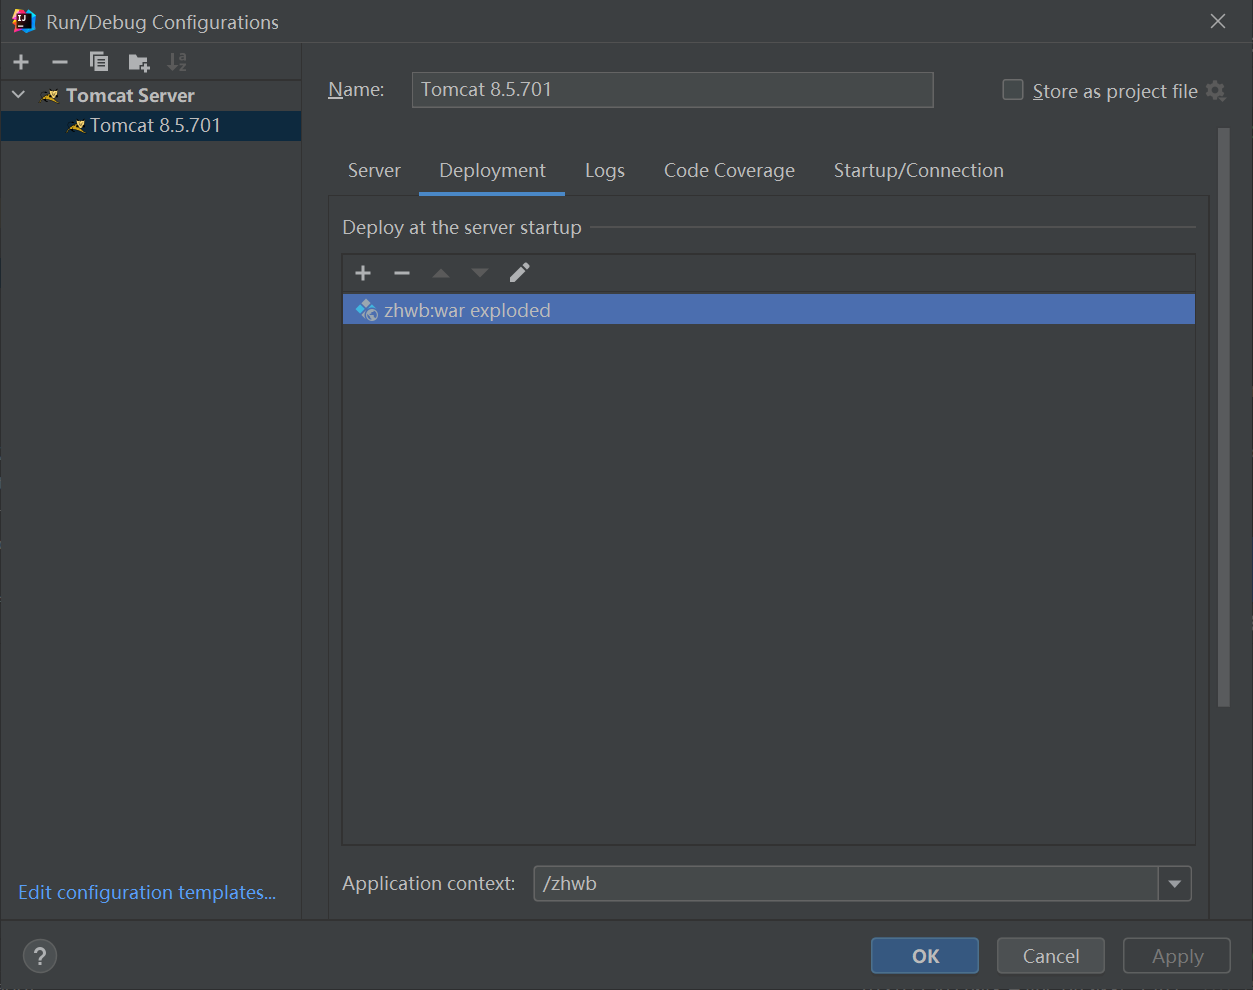 Run/Debug Configurations
Name: Tomcat 8.5.701
Store as project file
Tomcat Server
Tomcat 8.5.701
Server Deployment Logs Code Coverage Startup/Connection
Deploy at the server startup
zhwb:war exploded
Application context: /zhwb
Edit configuration templates...
? OK Cancel Apply